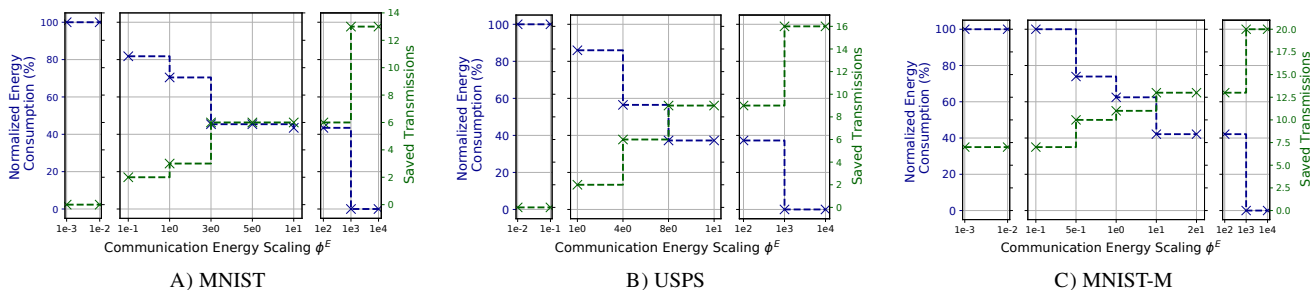 Normalized Energy
Consumption (%)
100
80
60
40
20
0
1e-3 1e-2
1e-1 1e0 3e0 5e0 1e1
1e2 1e3 1e4
14
12
10
8
6
4
2
0
Saved Transmissions
Communication Energy Scaling ϕ^E
A) MNIST
Normalized Energy
Consumption (%)
100
80
60
40
20
0
1e-2 1e-1
1e0 4e0 8e0 1e1
1e2 1e3 1e4
16
14
12
10
8
6
4
2
0
Saved Transmissions
Communication Energy Scaling ϕ^E
B) USPS
Normalized Energy
Consumption (%)
100
80
60
40
20
0
1e-3 1e-2
1e-1 5e-1 1e0 1e1 2e1
1e2 1e3 1e4
20.0
17.5
15.0
12.5
10.0
7.5
5.0
2.5
0.0
Saved Transmissions
Communication Energy Scaling ϕ^E
C) MNIST-M